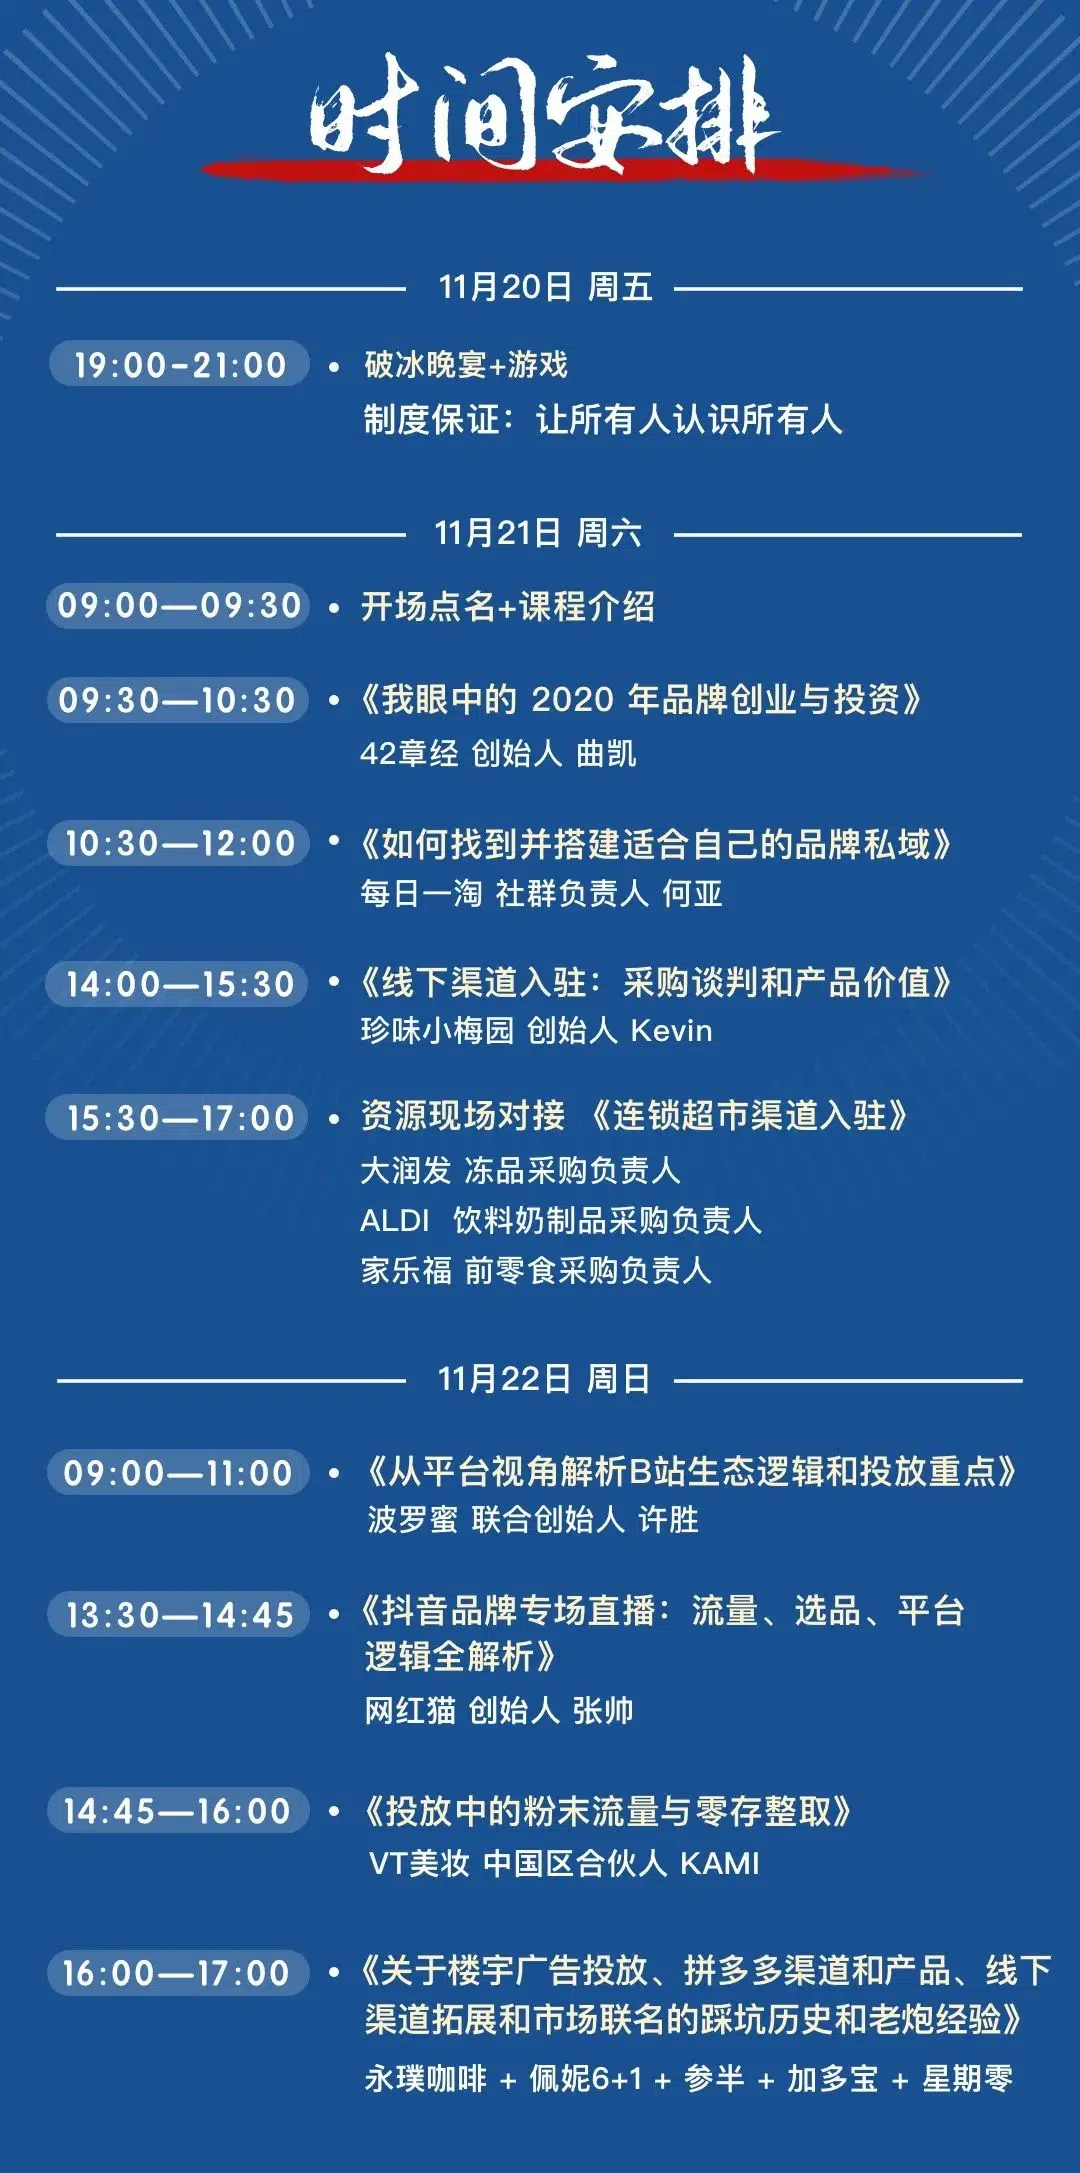 时间安排
11月20日 周五
19:00-21:00
• 破冰晚宴+游戏
制度保证：让所有人认识所有人
11月21日 周六
09:00—09:30
• 开场点名+课程介绍
09:30—10:30
•《我眼中的 2020 年品牌创业与投资》
42章经 创始人 曲凯
10:30—12:00
•《如何找到并搭建适合自己的品牌私域》
每日一淘 社群负责人 何亚
14:00—15:30
•《线下渠道入驻：采购谈判和产品价值》
珍味小梅园 创始人 Kevin
15:30—17:00
• 资源现场对接 《连锁超市渠道入驻》
大润发 冻品采购负责人
ALDI 饮料奶制品采购负责人
家乐福 前零食采购负责人
11月22日 周日
09:00—11:00
•《从平台视角解析B站生态逻辑和投放重点》
波罗蜜 联合创始人 许胜
13:30—14:45
•《抖音品牌专场直播：流量、选品、平台
逻辑全解析》
网红猫 创始人 张帅
14:45—16:00
•《投放中的粉末流量与零存整取》
VT美妆 中国区合伙人 KAMI
16:00—17:00
•《关于楼宇广告投放、拼多多渠道和产品、线下
渠道拓展和市场联名的踩坑历史和老炮经验》
永璞咖啡 + 佩妮6+1 + 参半 + 加多宝 + 星期零